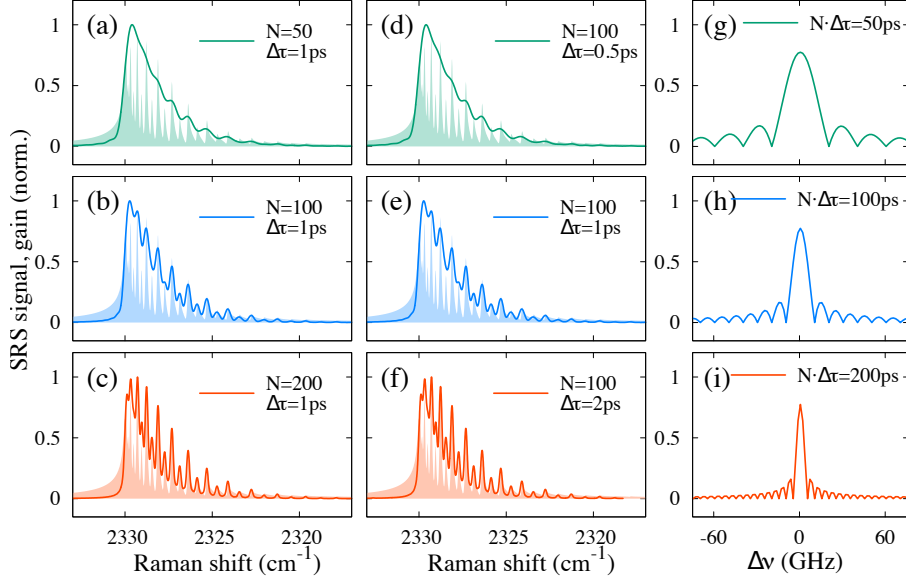 SRS signal, gain (norm.)
(a)
N=50
Δτ=1ps
1
0.5
0
(d)
N=100
Δτ=0.5ps
(g)
N·Δτ=50ps
(b)
N=100
Δτ=1ps
1
0.5
0
(e)
N=100
Δτ=1ps
(h)
N·Δτ=100ps
(c)
N=200
Δτ=1ps
1
0.5
0
(f)
N=100
Δτ=2ps
(i)
N·Δτ=200ps
2330 2325 2320
2330 2325 2320
-60 0 60
Raman shift (cm⁻¹)
Raman shift (cm⁻¹)
Δν (GHz)